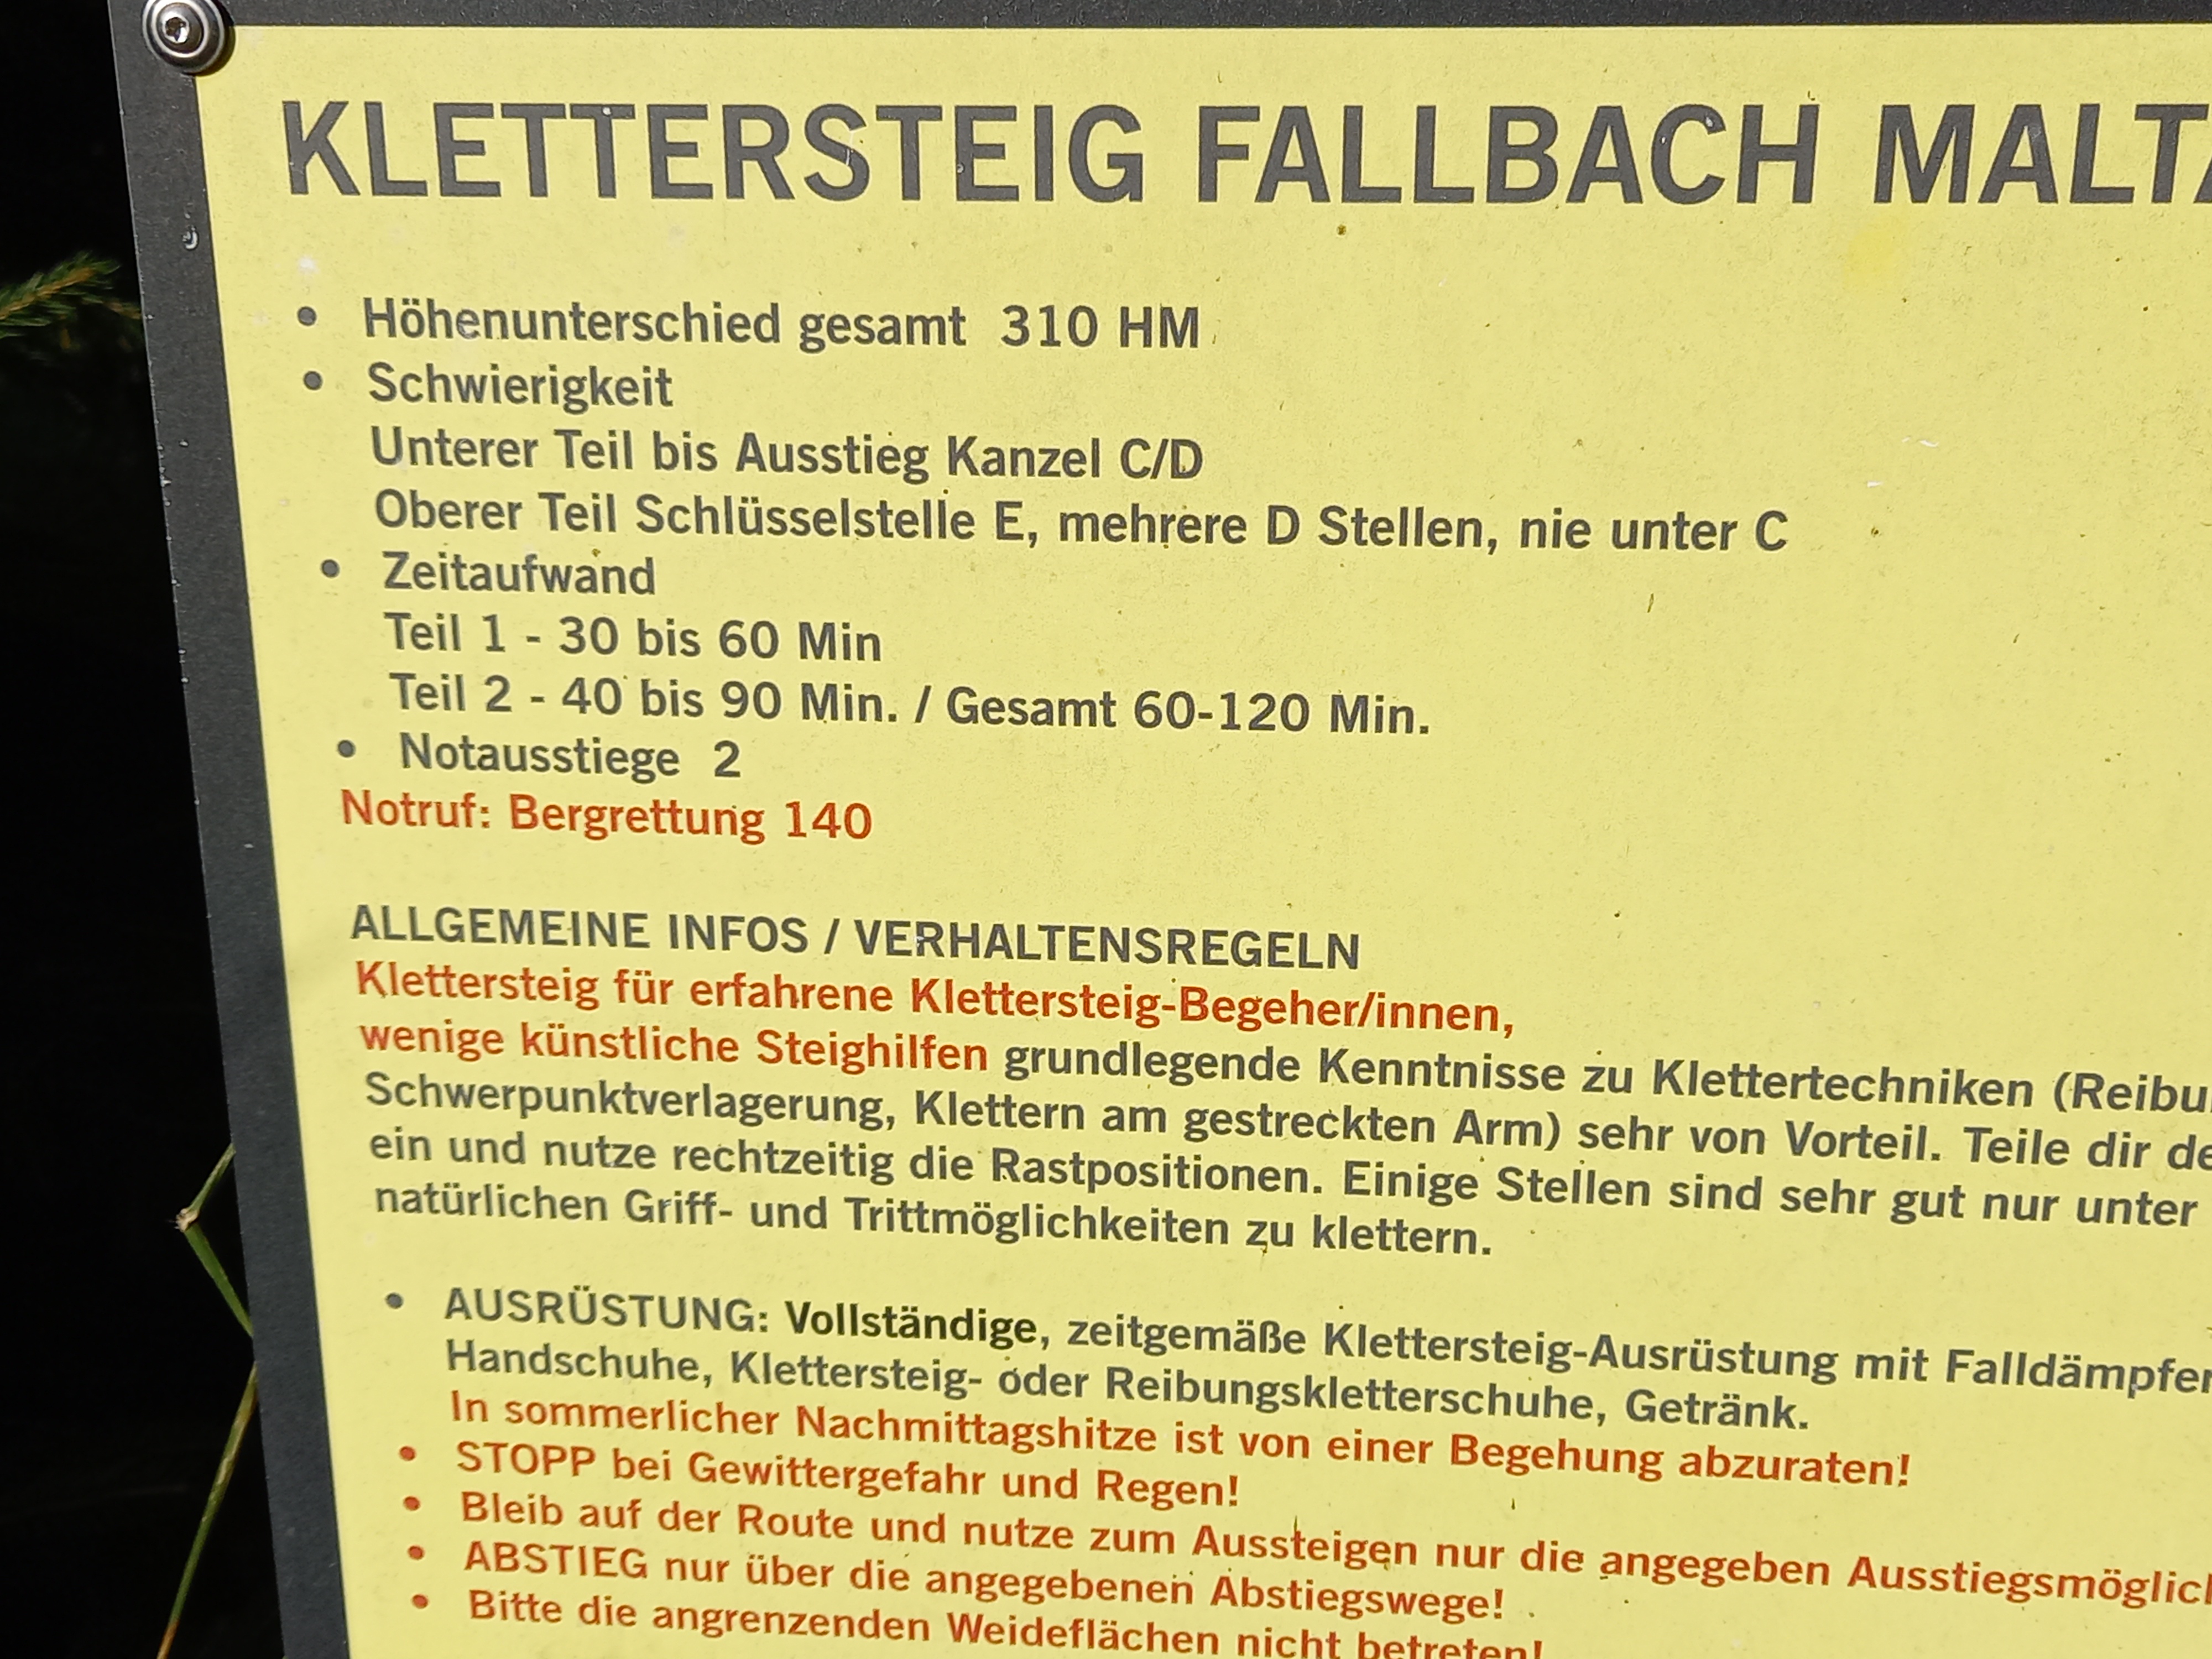 KLETTERSTEIG FALLBACH
• Höhenunterschied gesamt 310 HM
• Schwierigkeit
Unterer Teil bis Ausstieg Kanzel C/D
Oberer Teil Schlüsselstelle E, mehrere D Stellen, nie unter C
• Zeitaufwand
Teil 1 - 30 bis 60 Min
Teil 2 - 40 bis 90 Min. / Gesamt 60-120 Min.
• Notausstiege 2
Notruf: Bergrettung 140
ALLGEMEINE INFOS / VERHALTENSREGELN
Klettersteig für erfahrene Klettersteig-Begeher/innen,
wenige künstliche Steighilfen grundlegende Kenntnisse zu Klettertechniken
Schwerpunktverlagerung, Klettern am gestreckten Arm) sehr von Vorteil. Teile dir
ein und nutze rechtzeitig die Rastpositionen. Einige Stellen sind sehr gut nur unter
natürlichen Griff- und Trittmöglichkeiten zu klettern.
• AUSRÜSTUNG: Vollständige, zeitgemäße Klettersteig-Ausrüstung mit
Handschuhe, Klettersteig- oder Reibungskletterschuhe, Getränk.
In sommerlicher Nachmittagshitze ist von einer Begehung abzuraten!
• STOPP bei Gewittergefahr und Regen!
• Bleib auf der Route und nutze zum Aussteigen nur die angegeben
• ABSTIEG nur über die angegebenen Abstiegswege!
• Bitte die angrenzenden Weideflächen nicht betreten!